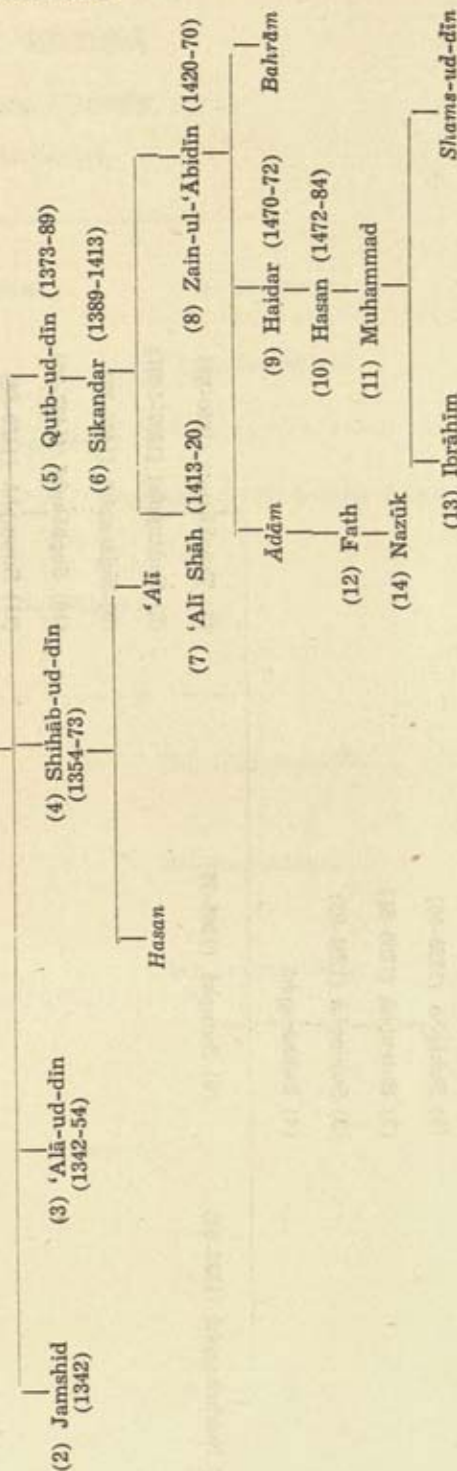 (2) Jamshid
(1342)
(3) ‘Alā-ud-din
(1342-54)
(4) Shihāb-ud-dīn
(1354-73)
(5) Qutb-ud-dīn (1373-89)
(6) Sikandar (1389-1413)
Hasan
‘Alī
(7) ‘Alī Shāh (1413-20)
(8) Zain-ul-‘Ābidīn (1420-70)
Ādām
(9) Haidar (1470-72)
Bahrām
(10) Hasan (1472-84)
(12) Fath
(11) Muhammad
(14) Nazūk
(13) Ibrāhīm
Shams-ud-dīn